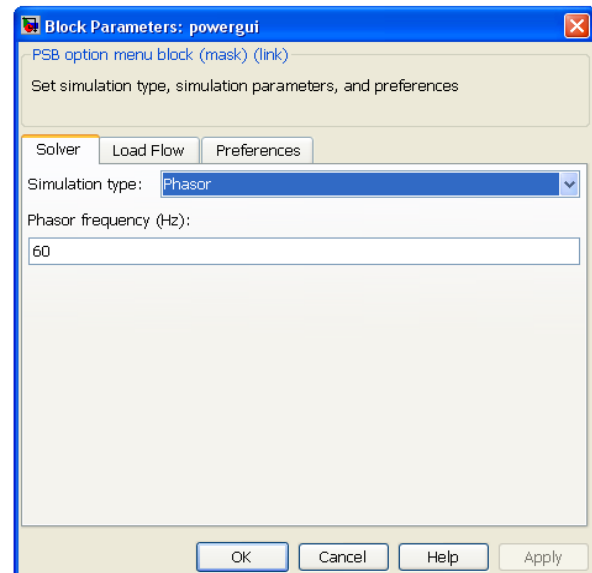 Block Parameters: powergui
PSB option menu block (mask) (link)
Set simulation type, simulation parameters, and preferences
Solver Load Flow Preferences
Simulation type: Phasor
Phasor frequency (Hz):
60
OK Cancel Help Apply